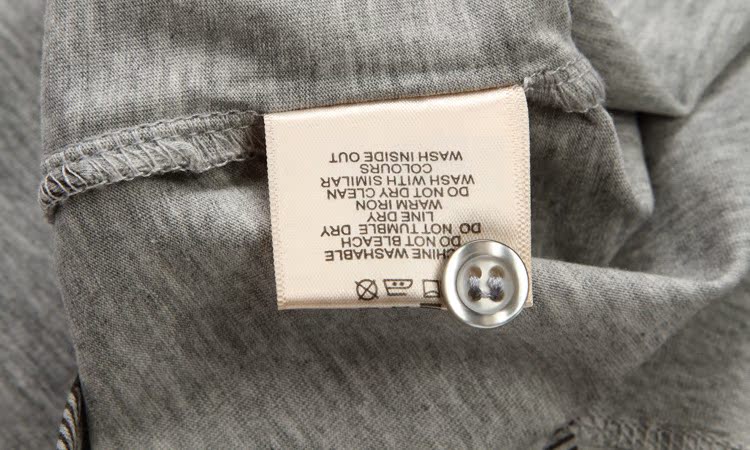 CHINE WASHABLE
DO NOT BLEACH
DO NOT TUMBLE DRY
LINE DRY
WARM IRON
DO NOT DRY CLEAN
WASH WITH SIMILAR
COLOURS
WASH INSIDE OUT